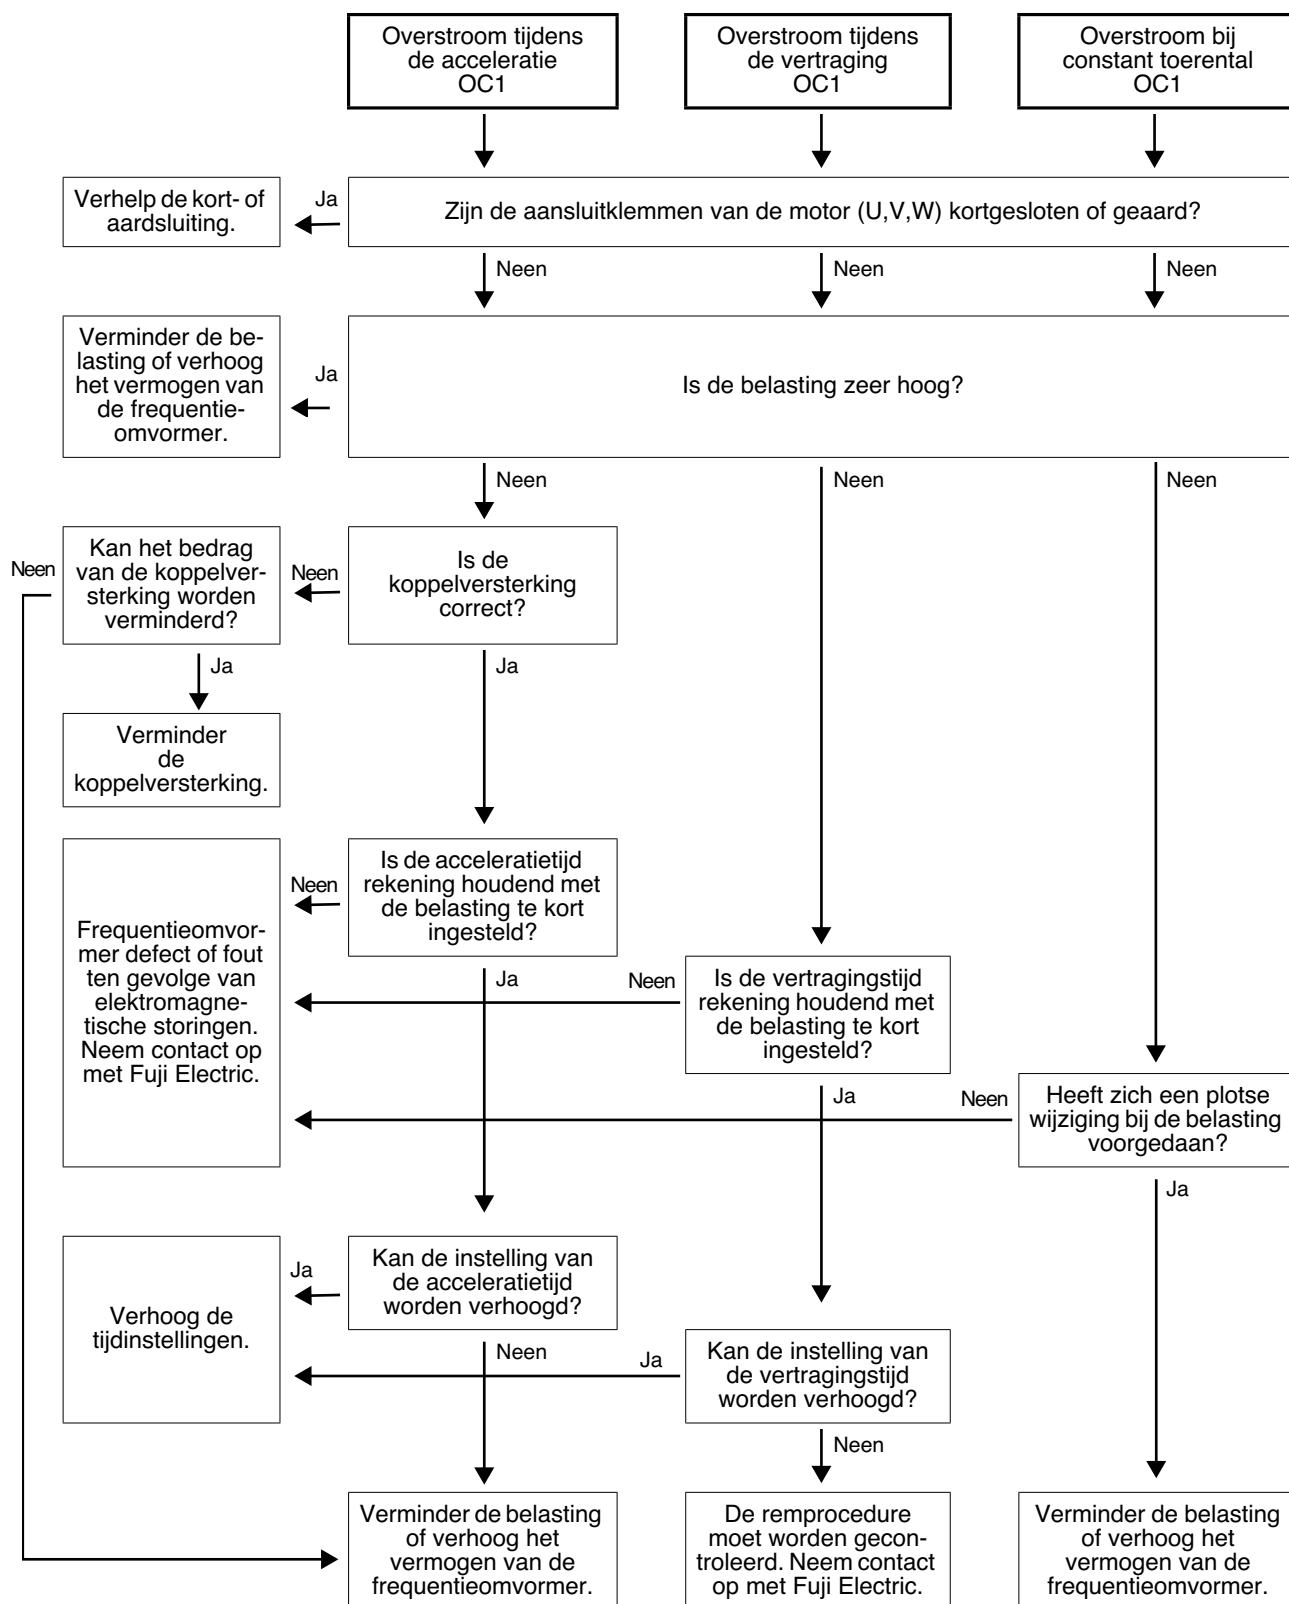 Overstroom tijdens
de acceleratie
OC1
Overstroom tijdens
de vertraging
OC1
Overstroom bij
constant toerental
OC1
Verhelp de kort- of
aardsluiting.
Ja
Zijn de aansluitklemmen van de motor (U,V,W) kortgesloten of geaard?
Neen
Neen
Neen
Verminder de be-
lasting of verhoog
het vermogen van
de frequentie-
omvormer.
Ja
Is de belasting zeer hoog?
Neen
Neen
Neen
Neen
Kan het bedrag
van de koppelver-
sterking worden
verminderd?
Neen
Is de
koppelversterking
correct?
Ja
Ja
Verminder
de
koppelversterking.
Frequentieomvor-
mer defect of fout
ten gevolge van
elektromagne-
tische storingen.
Neem contact op
met Fuji Electric.
Neen
Is de acceleratietijd
rekening houdend met
de belasting te kort
ingesteld?
Ja
Neen
Is de vertragingstijd
rekening houdend met
de belasting te kort
ingesteld?
Ja
Neen
Heeft zich een plotse
wijziging bij de belasting
voorgedaan?
Ja
Verhoog de
tijdinstellingen.
Ja
Kan de instelling van
de acceleratietijd
worden verhoogd?
Neen
Ja
Kan de instelling van
de vertragingstijd
worden verhoogd?
Neen
Verminder de belasting
of verhoog het
vermogen van de
frequentieomvormer.
De remprocedure
moet worden gecon-
troleerd. Neem contact
op met Fuji Electric.
Verminder de belasting
of verhoog het
vermogen van de
frequentieomvormer.